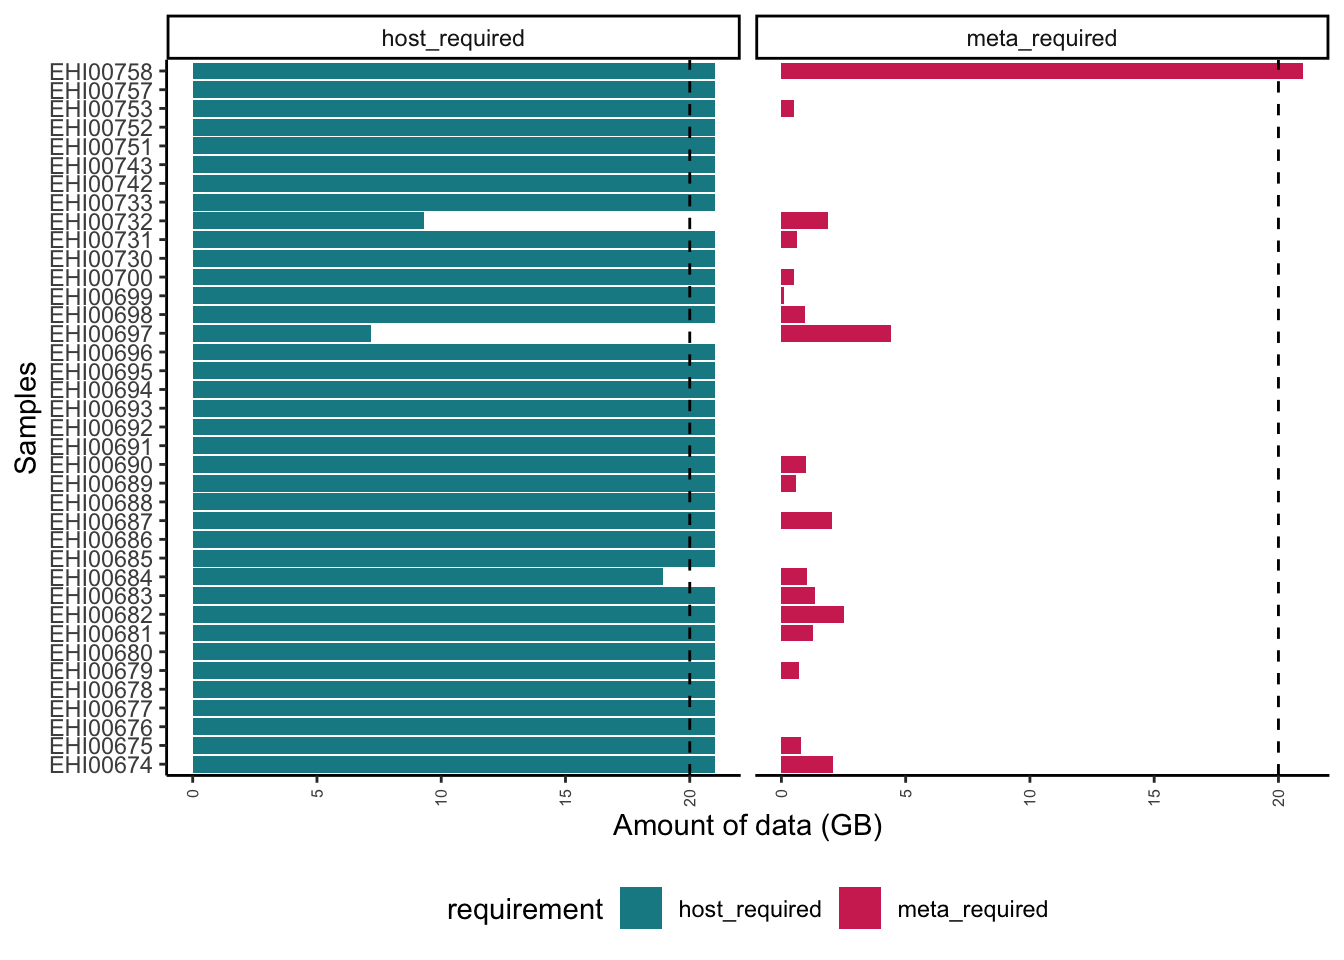 host_required
meta_required
EHI00758
EHI00757
EHI00753
EHI00752
EHI00751
EHI00743
EHI00742
EHI00733
EHI00732
EHI00731
EHI00730
EHI00700
EHI00699
EHI00698
EHI00697
EHI00696
EHI00695
EHI00694
EHI00693
EHI00692
EHI00691
EHI00690
EHI00689
EHI00688
EHI00687
EHI00686
EHI00685
EHI00684
EHI00683
EHI00682
EHI00681
EHI00680
EHI00679
EHI00678
EHI00677
EHI00676
EHI00675
EHI00674
Samples
0 5 10 15 20
0 5 10 15 20
Amount of data (GB)
requirement host_required meta_required